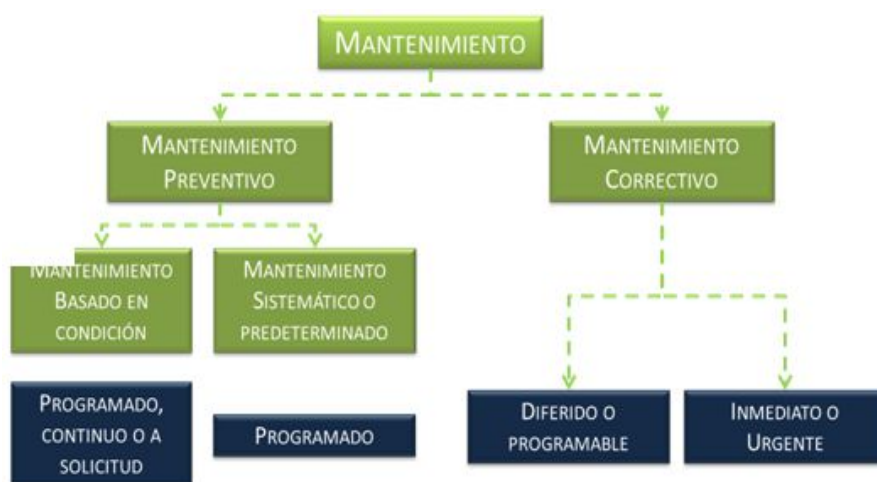 MANTENIMIENTO
MANTENIMIENTO
PREVENTIVO
MANTENIMIENTO
CORRECTIVO
MANTENIMIENTO
BASADO EN
CONDICIÓN
MANTENIMIENTO
SISTEMÁTICO O
PREDETERMINADO
PROGRAMADO,
CONTINUO O A
SOLICITUD
PROGRAMADO
DIFERIDO O
PROGRAMABLE
INMEDIATO O
URGENTE